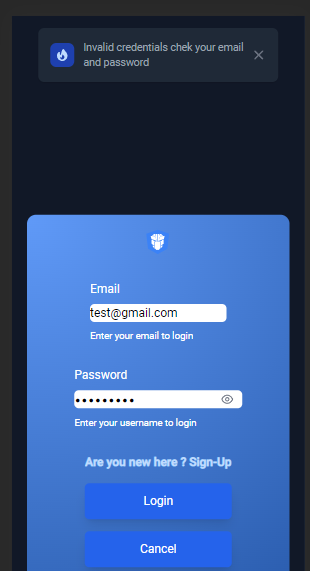 Invalid credentials chek your email
and password
Email
test@gmail.com
Enter your email to login
Password
•••••••••
Enter your username to login
Are you new here ? Sign-Up
Login
Cancel